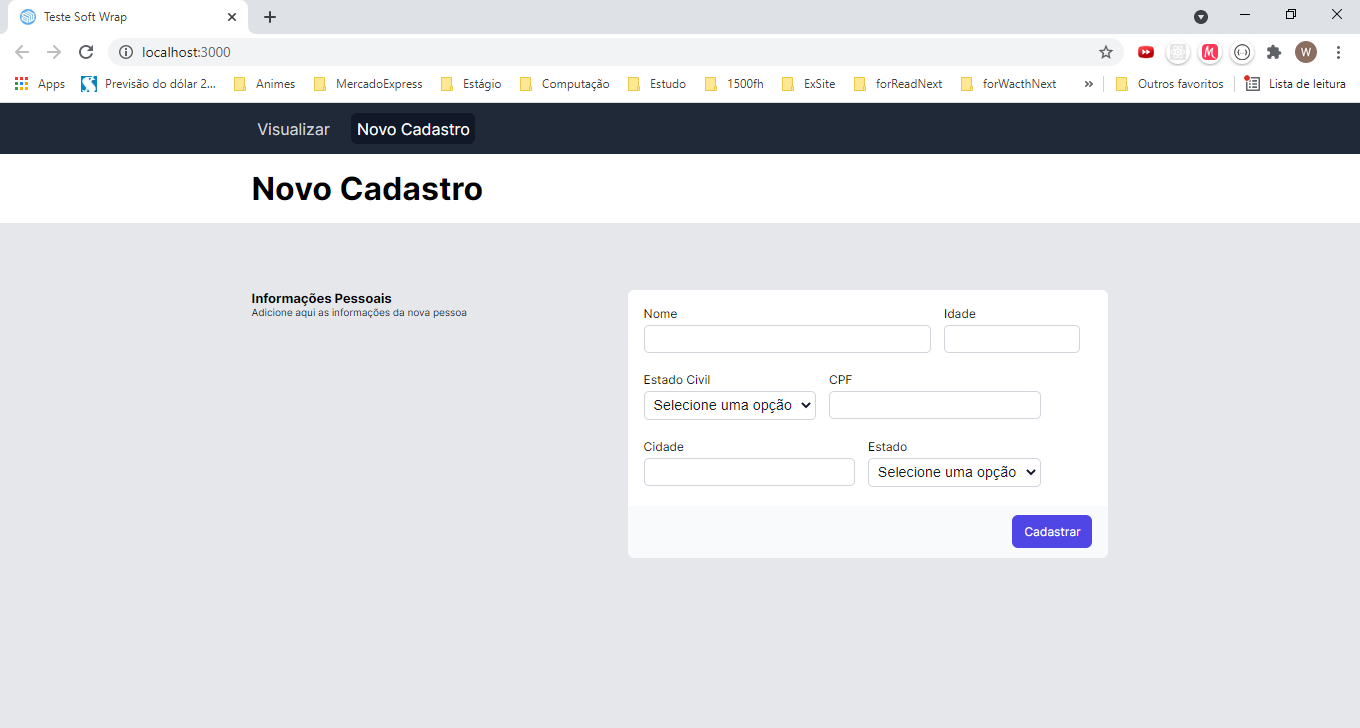 Teste Soft Wrap
localhost:3000
Apps Previsão do dólar 2... Animes MercadoExpress Estágio Computação Estudo 1500fh ExSite forReadNext forWacthNext » Outros favoritos Lista de leitura
W
Visualizar Novo Cadastro
Novo Cadastro
Informações Pessoais
Adicione aqui as informações da nova pessoa
Nome Idade
Estado Civil CPF
Selecione uma opção
Cidade Estado
Selecione uma opção
Cadastrar